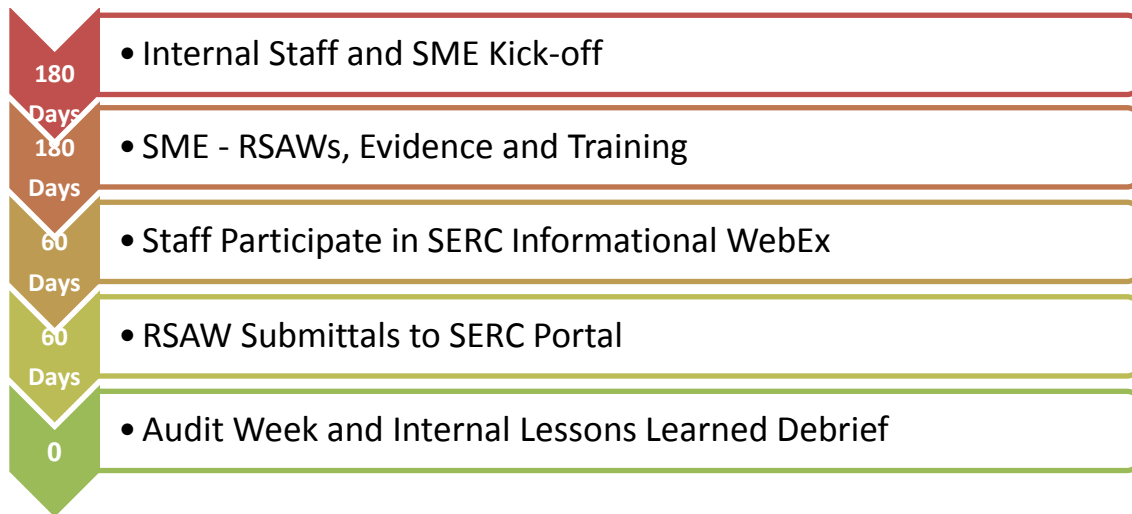 180
Days
• Internal Staff and SME Kick-off
180
Days
• SME - RSAWs, Evidence and Training
60
Days
• Staff Participate in SERC Informational WebEx
60
Days
• RSAW Submittals to SERC Portal
0
• Audit Week and Internal Lessons Learned Debrief